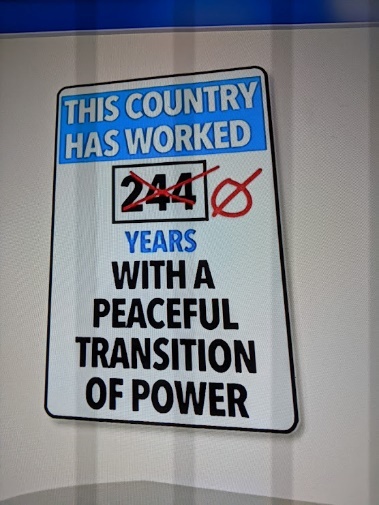 THIS COUNTRY
HAS WORKED
244 Ø
YEARS
WITH A
PEACEFUL
TRANSITION
OF POWER